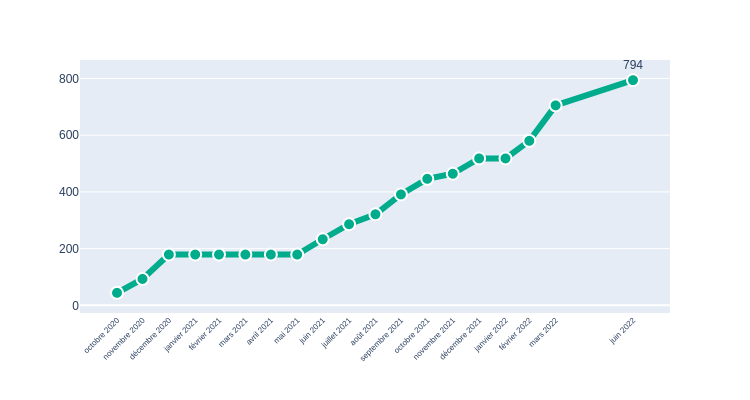 794
800
600
400
200
0
octobre 2020
novembre 2020
décembre 2020
janvier 2021
février 2021
mars 2021
avril 2021
mai 2021
juin 2021
juillet 2021
août 2021
septembre 2021
octobre 2021
novembre 2021
décembre 2021
janvier 2022
février 2022
mars 2022
juin 2022